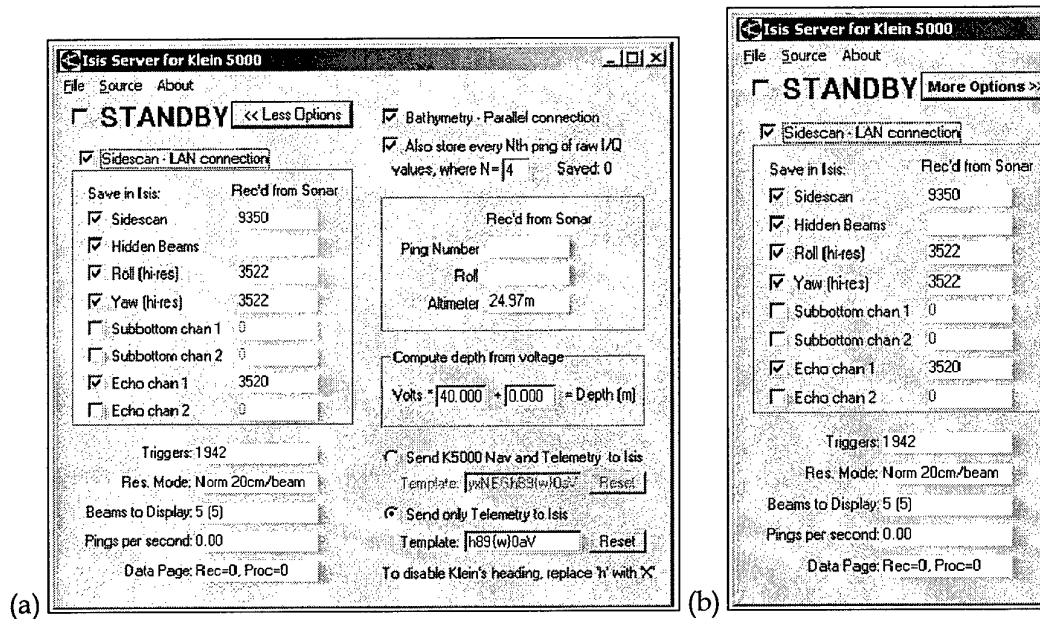 Isis Server for Klein 5000
File Source About
STANDBY << Less Options
Sidescan - LAN connection
Save in Isis: Rec'd from Sonar
Sidescan 9350
Hidden Beams
Roll (hi-res) 3522
Yaw (hi-res) 3522
Subbottom chan 1 0
Subbottom chan 2 0
Echo chan 1 3520
Echo chan 2 0
Triggers: 1942
Res. Mode: Norm 20cm/beam
Beams to Display: 5 (5)
Pings per second: 0.00
Data Page: Rec=0, Proc=0
Bathymetry - Parallel connection
Also store every Nth ping of raw I/Q
values, where N= 4 Saved: 0
Rec'd from Sonar
Ping Number
Roll
Altimeter 24.97m
Compute depth from voltage
Volts * 40.000 + 0.000 = Depth (m)
Send K5000 Nav and Telemetry to Isis
Template: Reset
Send only Telemetry to Isis
Template: h89{w}0aV Reset
To disable Klein's heading, replace 'h' with 'X'
(a)
Isis Server for Klein 5000
File Source About
STANDBY More Options >>
Sidescan - LAN connection
Save in Isis: Rec'd from Sonar
Sidescan 9350
Hidden Beams
Roll (hi-res) 3522
Yaw (hi-res) 3522
Subbottom chan 1 0
Subbottom chan 2 0
Echo chan 1 3520
Echo chan 2 0
Triggers: 1942
Res. Mode: Norm 20cm/beam
Beams to Display: 5 (5)
Pings per second: 0.00
Data Page: Rec=0, Proc=0
(b)